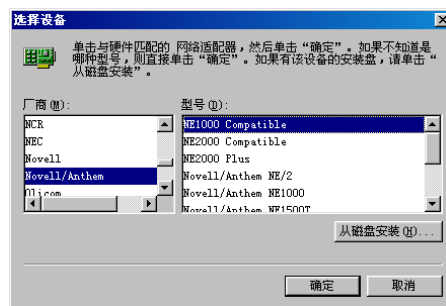 选择设备
单击与硬件匹配的 网络适配器，然后单击“确定”。如果不知道是
哪种型号，则直接单击“确定”。如果有该设备的安装盘，请单击“
从磁盘安装”。
厂商(M):
型号(D):
NCR
NEC
Novell
Novell/Anthem
Olicom
NE1000 Compatible
NE2000 Compatible
NE2000 Plus
Novell/Anthem NE/2
Novell/Anthem NE1000
Novell/Anthem NE1500T
从磁盘安装(H)...
确定
取消